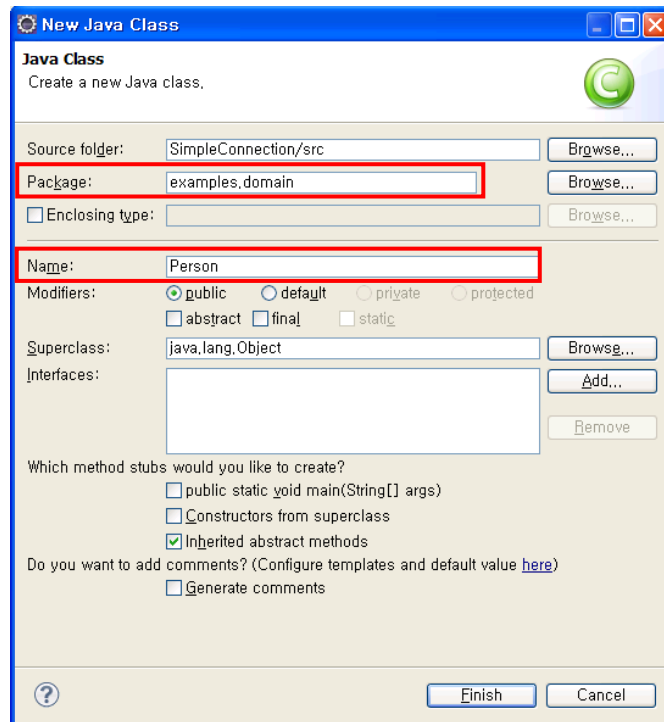 New Java Class
Java Class
Create a new Java class.
Source folder: SimpleConnection/src Browse...
Package: examples.domain Browse...
Enclosing type: Browse...
Name: Person
Modifiers: public default private protected
abstract final static
Superclass: java.lang.Object Browse...
Interfaces: Add...
Remove
Which method stubs would you like to create?
public static void main(String[] args)
Constructors from superclass
Inherited abstract methods
Do you want to add comments? (Configure templates and default value here)
Generate comments
? Finish Cancel